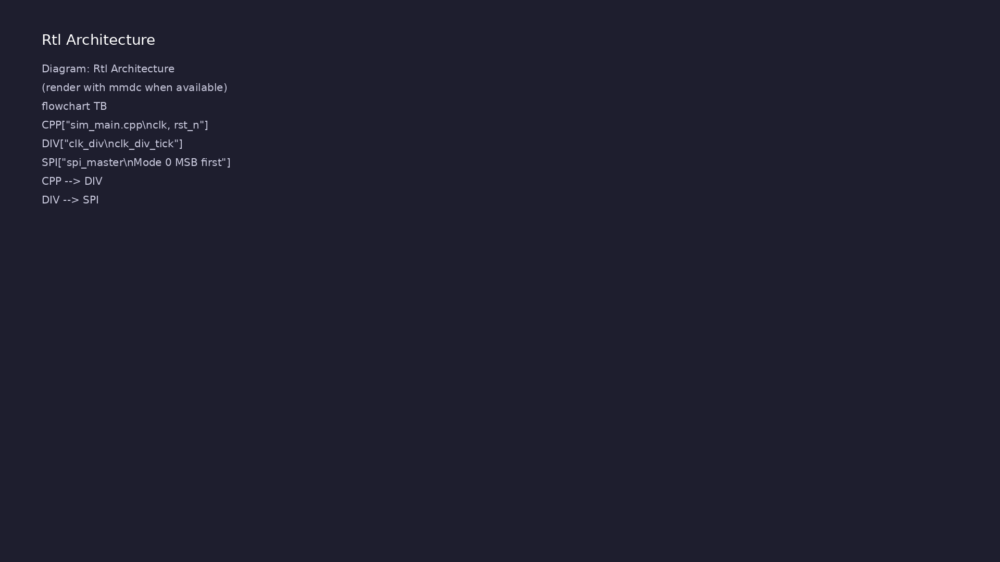 Rtl Architecture
Diagram: Rtl Architecture
(render with mmdc when available)
flowchart TB
CPP["sim_main.cpp\nclk, rst_n"]
DIV["clk_div\nclk_div_tick"]
SPI["spi_master\nMode 0 MSB first"]
CPP --> DIV
DIV --> SPI